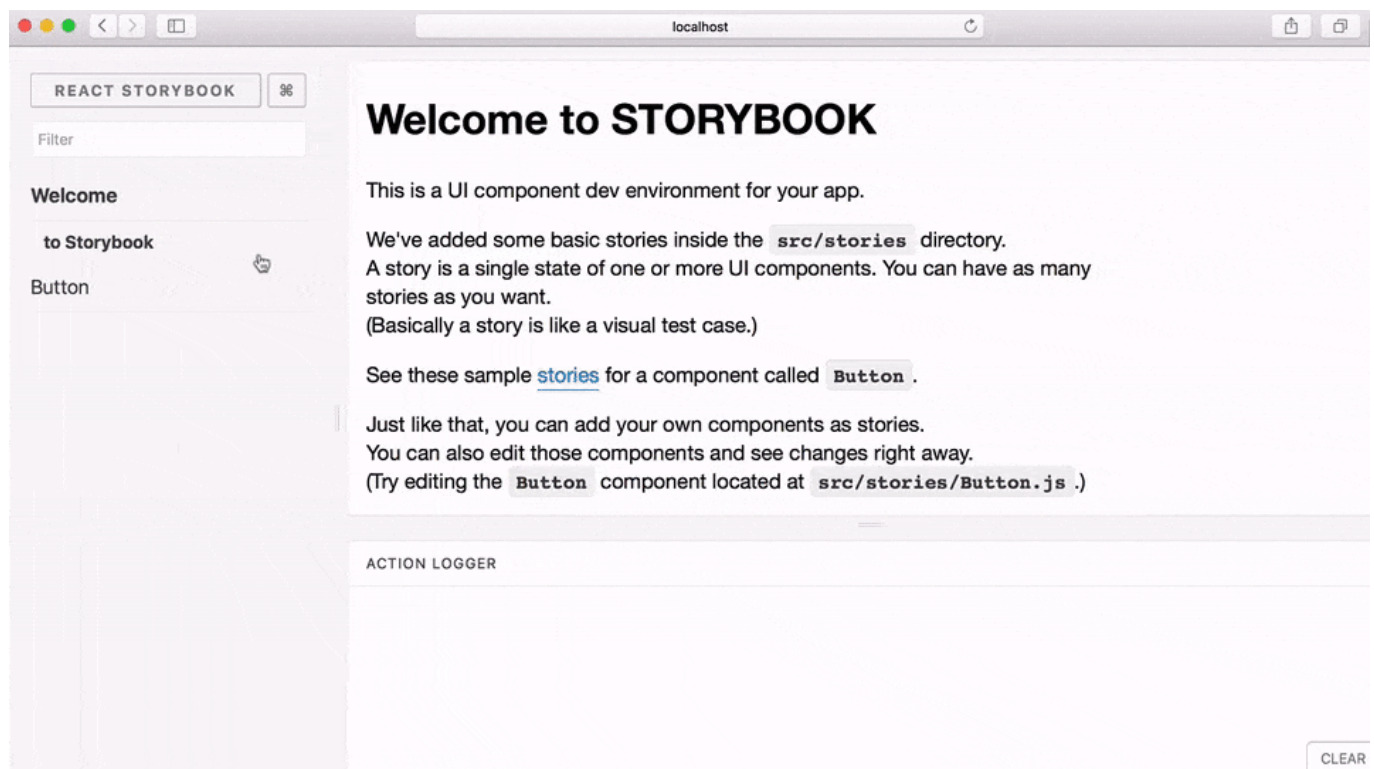 localhost
REACT STORYBOOK ⌘
Filter
Welcome
to Storybook
Button
Welcome to STORYBOOK
This is a UI component dev environment for your app.
We've added some basic stories inside the src/stories directory.
A story is a single state of one or more UI components. You can have as many
stories as you want.
(Basically a story is like a visual test case.)
See these sample stories for a component called Button.
Just like that, you can add your own components as stories.
You can also edit those components and see changes right away.
(Try editing the Button component located at src/stories/Button.js.)
ACTION LOGGER
CLEAR